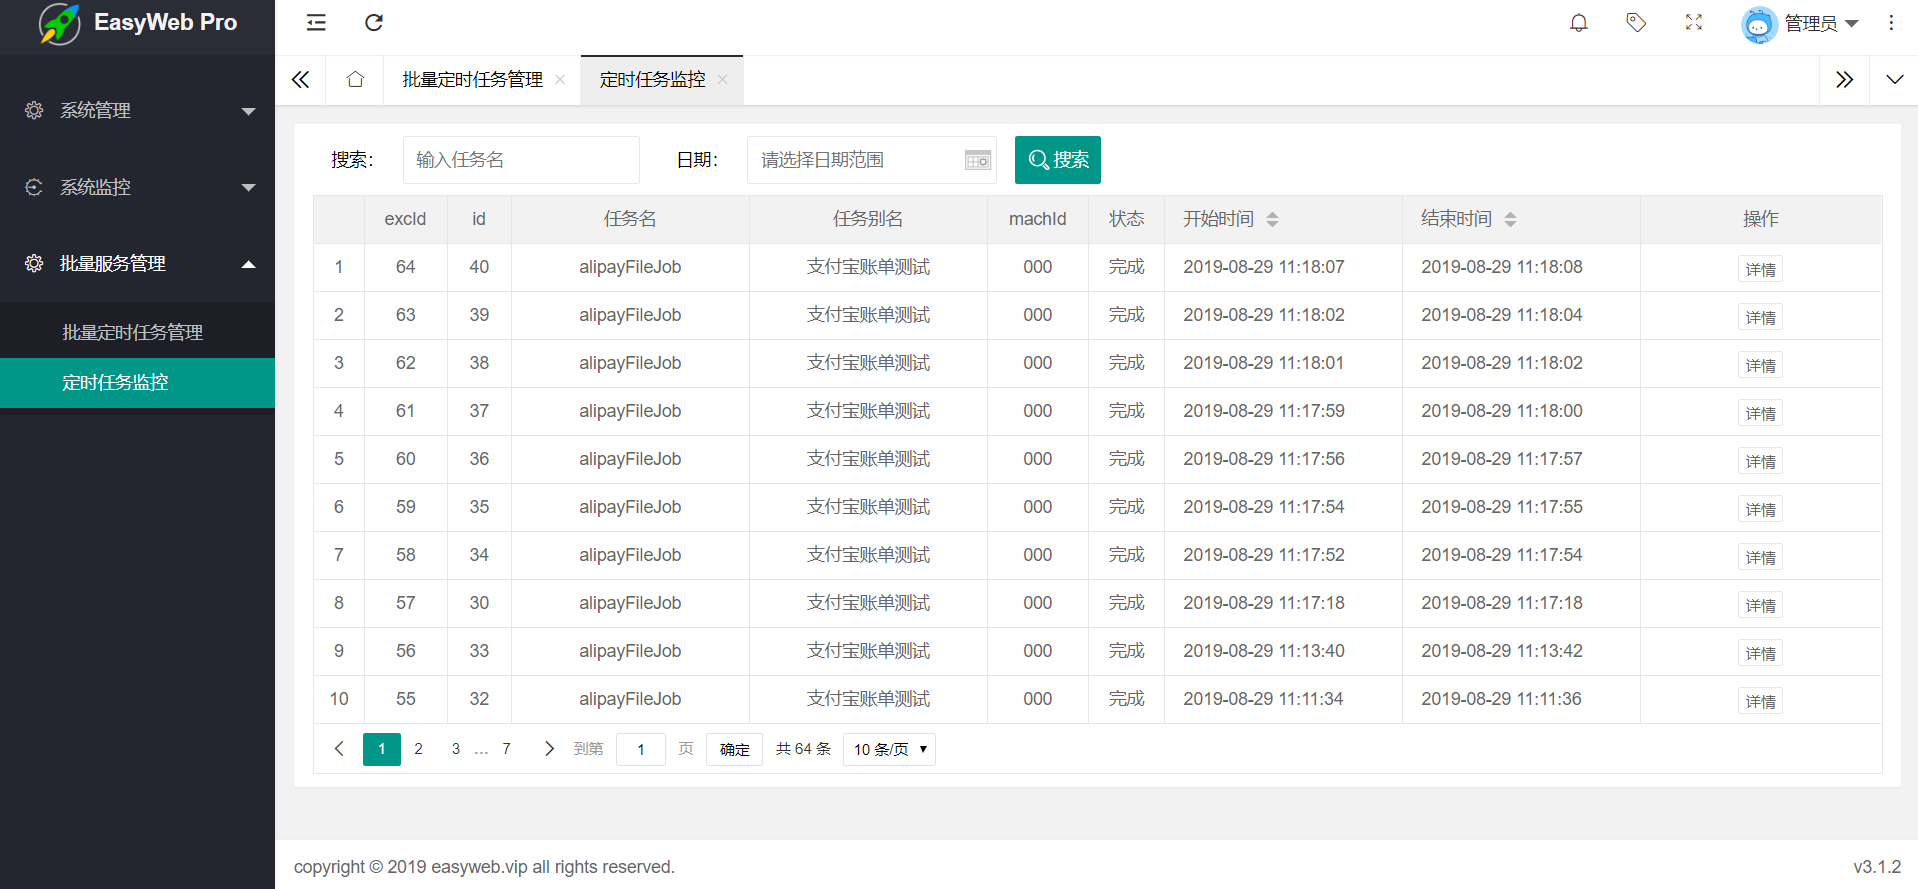 EasyWeb Pro
管理员
批量定时任务管理
定时任务监控
系统管理
系统监控
批量服务管理
批量定时任务管理
定时任务监控
搜索： 输入任务名 日期： 请选择日期范围 搜索
excId id 任务名 任务别名 machId 状态 开始时间 结束时间 操作
1 64 40 alipayFileJob 支付宝账单测试 000 完成 2019-08-29 11:18:07 2019-08-29 11:18:08 详情
2 63 39 alipayFileJob 支付宝账单测试 000 完成 2019-08-29 11:18:02 2019-08-29 11:18:04 详情
3 62 38 alipayFileJob 支付宝账单测试 000 完成 2019-08-29 11:18:01 2019-08-29 11:18:02 详情
4 61 37 alipayFileJob 支付宝账单测试 000 完成 2019-08-29 11:17:59 2019-08-29 11:18:00 详情
5 60 36 alipayFileJob 支付宝账单测试 000 完成 2019-08-29 11:17:56 2019-08-29 11:17:57 详情
6 59 35 alipayFileJob 支付宝账单测试 000 完成 2019-08-29 11:17:54 2019-08-29 11:17:55 详情
7 58 34 alipayFileJob 支付宝账单测试 000 完成 2019-08-29 11:17:52 2019-08-29 11:17:54 详情
8 57 30 alipayFileJob 支付宝账单测试 000 完成 2019-08-29 11:17:18 2019-08-29 11:17:18 详情
9 56 33 alipayFileJob 支付宝账单测试 000 完成 2019-08-29 11:13:40 2019-08-29 11:13:42 详情
10 55 32 alipayFileJob 支付宝账单测试 000 完成 2019-08-29 11:11:34 2019-08-29 11:11:36 详情
1 2 3 … 7 到第 1 页 确定 共 64 条 10 条/页
copyright © 2019 easyweb.vip all rights reserved. v3.1.2